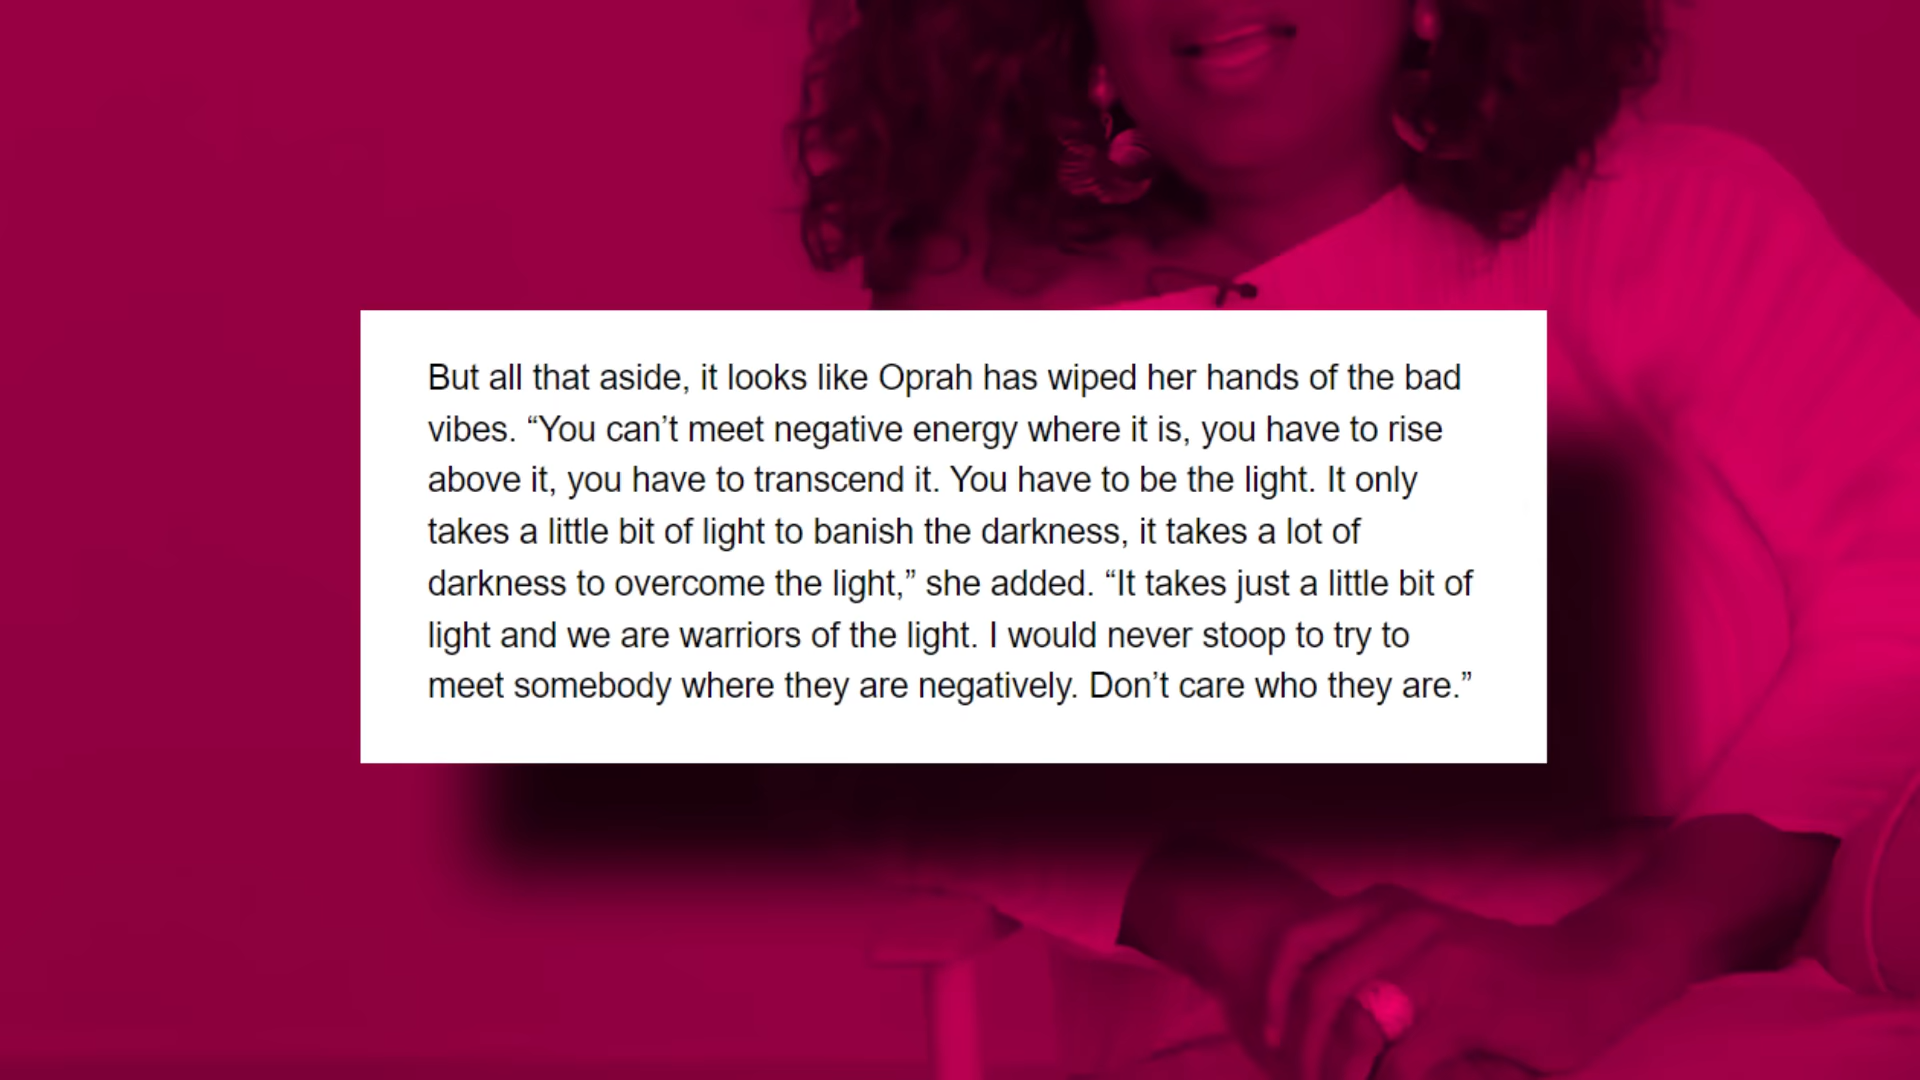 But all that aside, it looks like Oprah has wiped her hands of the bad
vibes. “You can’t meet negative energy where it is, you have to rise
above it, you have to transcend it. You have to be the light. It only
takes a little bit of light to banish the darkness, it takes a lot of
darkness to overcome the light,” she added. “It takes just a little bit of
light and we are warriors of the light. I would never stoop to try to
meet somebody where they are negatively. Don’t care who they are.”